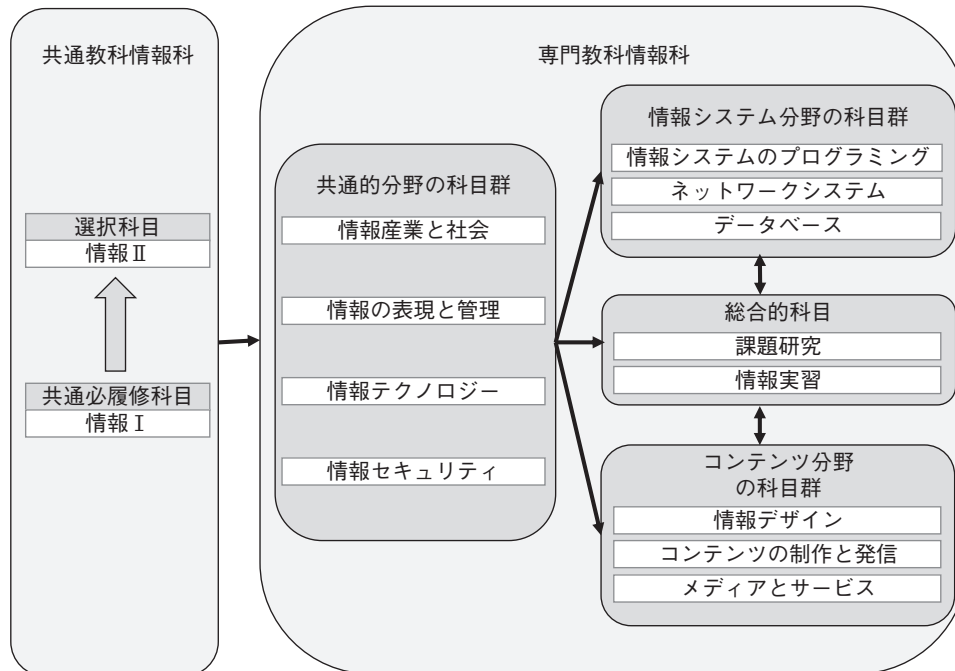 共通教科情報科
選択科目
情報Ⅱ
共通必履修科目
情報Ⅰ
専門教科情報科
共通的分野の科目群
情報産業と社会
情報の表現と管理
情報テクノロジー
情報セキュリティ
情報システム分野の科目群
情報システムのプログラミング
ネットワークシステム
データベース
総合的科目
課題研究
情報実習
コンテンツ分野
の科目群
情報デザイン
コンテンツの制作と発信
メディアとサービス